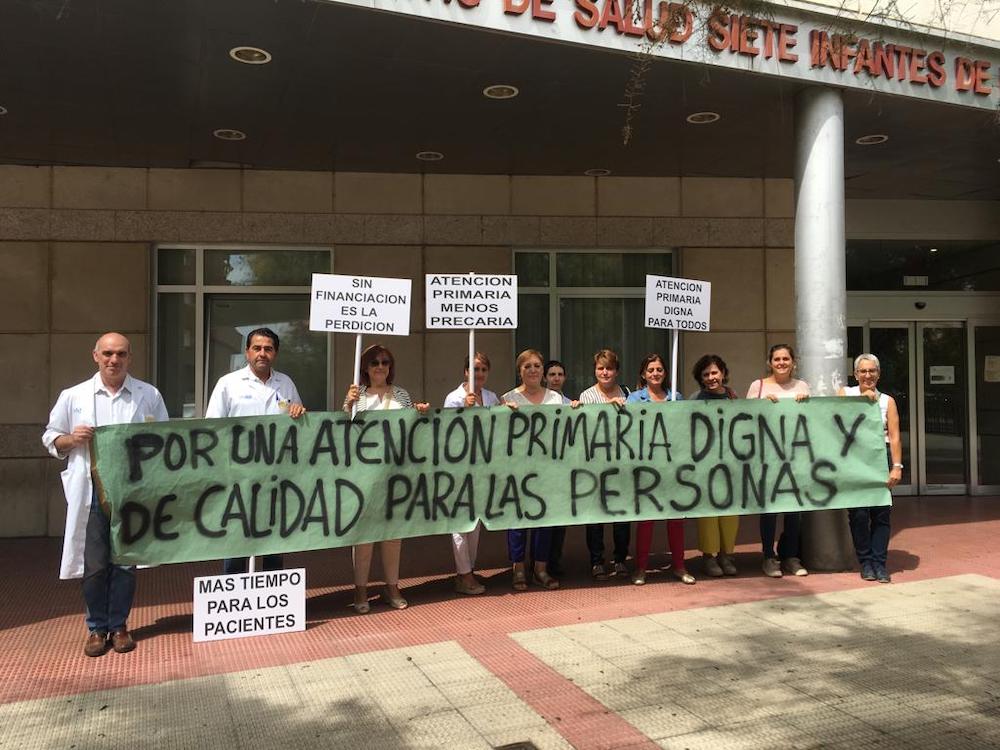 DE SALUD SIETE INFANTES DE
SIN
FINANCIACION
ES LA
PERDICION
ATENCION
PRIMARIA
MENOS
PRECARIA
ATENCION
PRIMARIA
DIGNA
PARA TODOS
POR UNA ATENCIÓN PRIMARIA DIGNA Y
DE CALIDAD PARA LAS PERSONAS
MAS TIEMPO
PARA LOS
PACIENTES